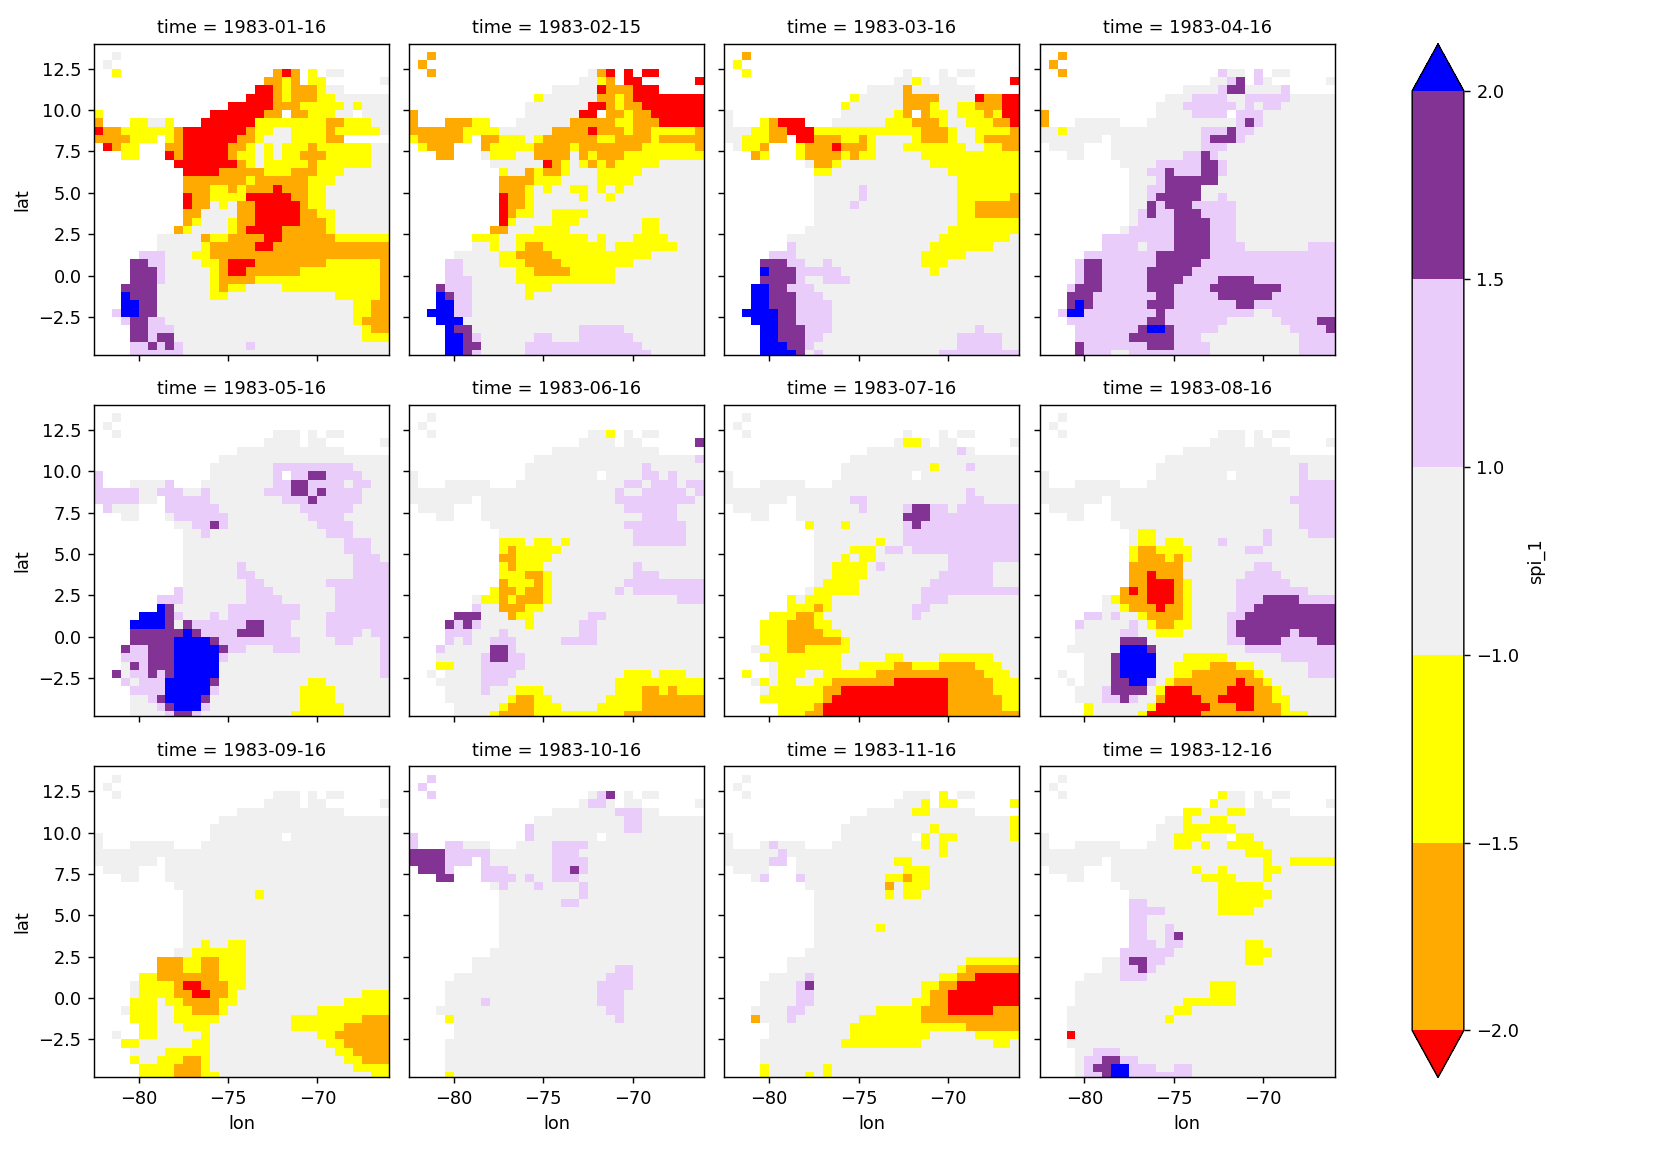 time = 1983-01-16
time = 1983-02-15
time = 1983-03-16
time = 1983-04-16
12.5
10.0
7.5
5.0
2.5
0.0
−2.5
lat
2.0
1.5
1.0
−1.0
−1.5
−2.0
spi_1
time = 1983-05-16
time = 1983-06-16
time = 1983-07-16
time = 1983-08-16
12.5
10.0
7.5
5.0
2.5
0.0
−2.5
lat
time = 1983-09-16
time = 1983-10-16
time = 1983-11-16
time = 1983-12-16
12.5
10.0
7.5
5.0
2.5
0.0
−2.5
lat
−80 −75 −70
−80 −75 −70
−80 −75 −70
−80 −75 −70
lon
lon
lon
lon